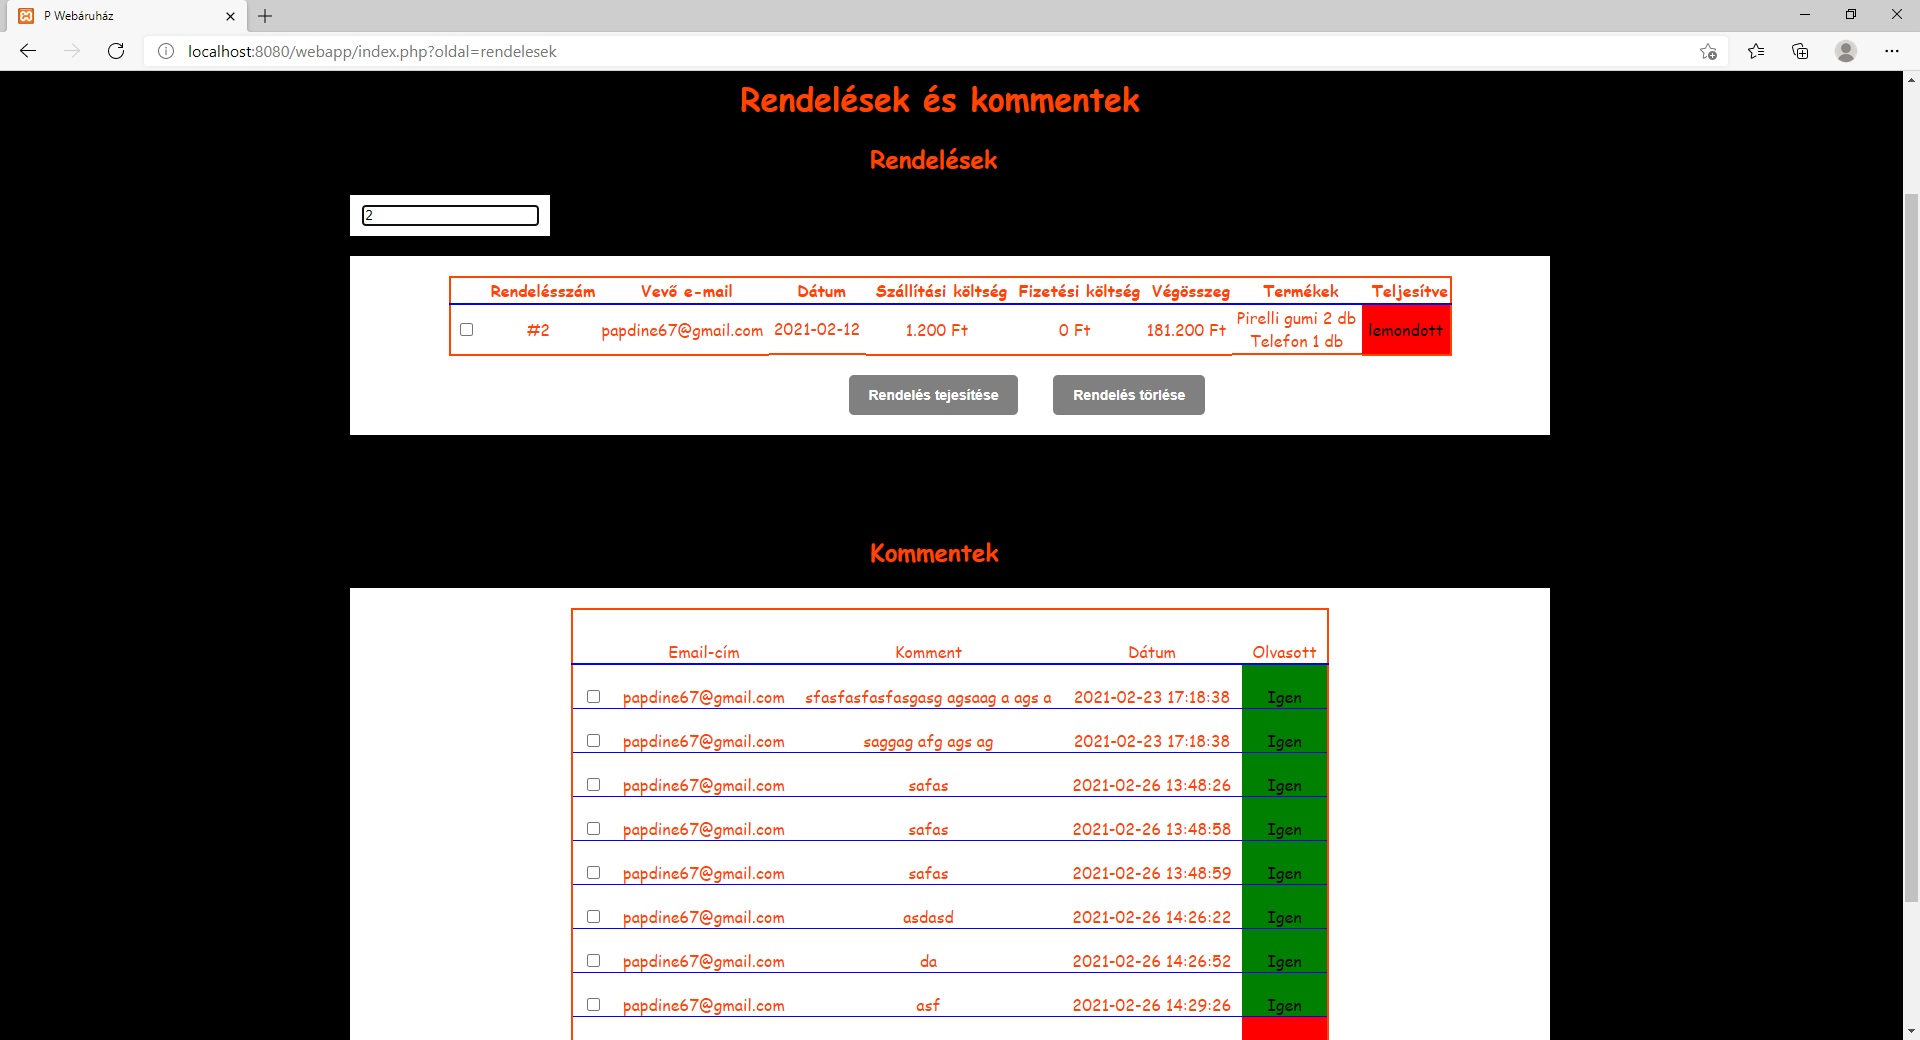 P Webáruház
localhost:8080/webapp/index.php?oldal=rendelesek
Rendelések és kommentek
Rendelések
2
Rendelésszám Vevő e-mail Dátum Szállítási költség Fizetési költség Végösszeg Termékek Teljesítve
#2 papdine67@gmail.com 2021-02-12 1.200 Ft 0 Ft 181.200 Ft Pirelli gumi 2 db lemondott
Telefon 1 db
Rendelés tejesítése Rendelés törlése
Kommentek
Email-cím Komment Dátum Olvasott
papdine67@gmail.com sfasfasfasfasgasg agsaag a ags a 2021-02-23 17:18:38 Igen
papdine67@gmail.com saggag afg ags ag 2021-02-23 17:18:38 Igen
papdine67@gmail.com safas 2021-02-26 13:48:26 Igen
papdine67@gmail.com safas 2021-02-26 13:48:58 Igen
papdine67@gmail.com safas 2021-02-26 13:48:59 Igen
papdine67@gmail.com asdasd 2021-02-26 14:26:22 Igen
papdine67@gmail.com da 2021-02-26 14:26:52 Igen
papdine67@gmail.com asf 2021-02-26 14:29:26 Igen